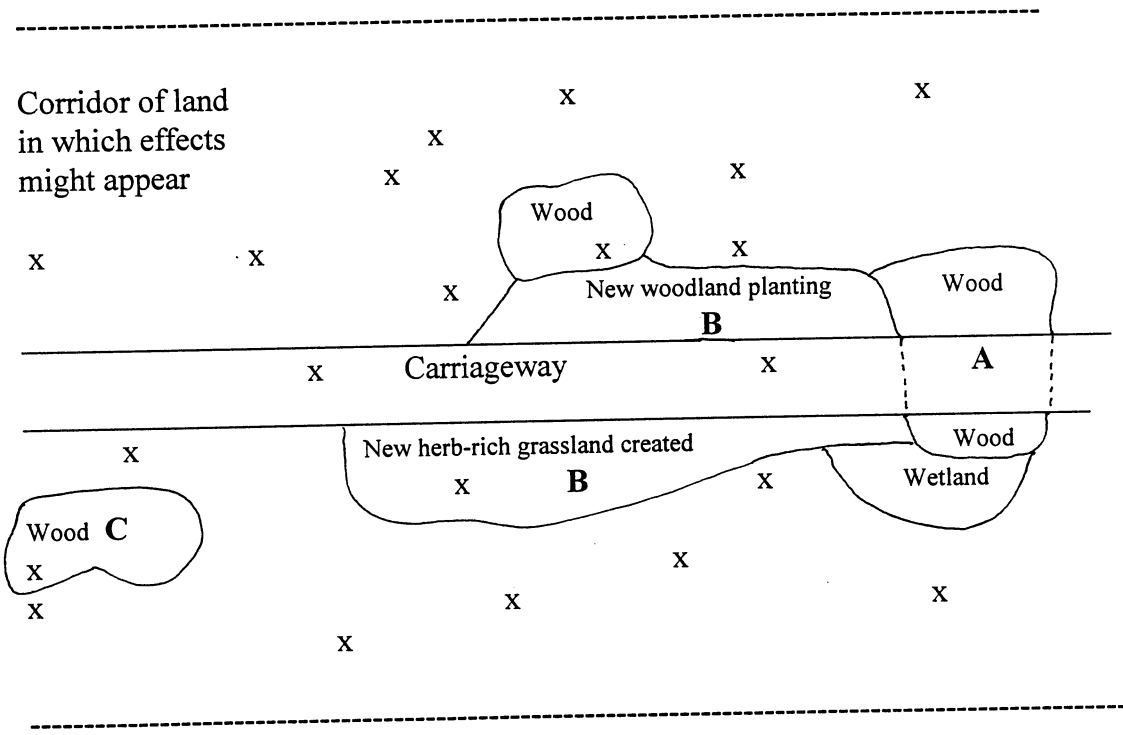 Corridor of land
in which effects
might appear
x
x
x
x
x
x
Wood
x
x
x
x
x
New woodland planting
Wood
B
x
Carriageway
x
A
x
New herb-rich grassland created
Wood
x
B
x
Wetland
Wood C
x
x
x
x
x
x